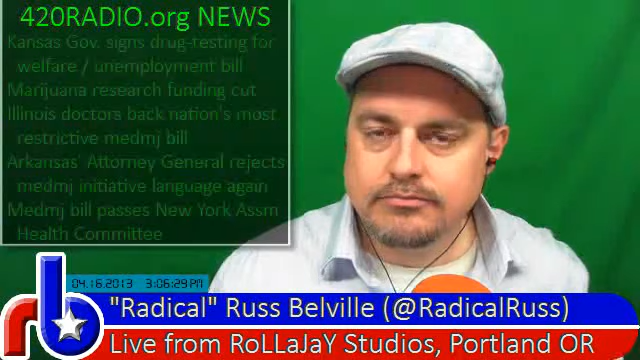 420RADIO.org NEWS
Kansas Gov. signs drug-testing for
welfare / unemployment bill
Marijuana research funding cut
Illinois doctors back nation's most
restrictive medmj bill
Arkansas' Attorney General rejects
medmj initiative language again
Medmj bill passes New York Assm
Health Committee
04.16.2013 3:06:29 PM
rb
"Radical" Russ Belville (@RadicalRuss)
Live from RoLLaJaY Studios, Portland OR